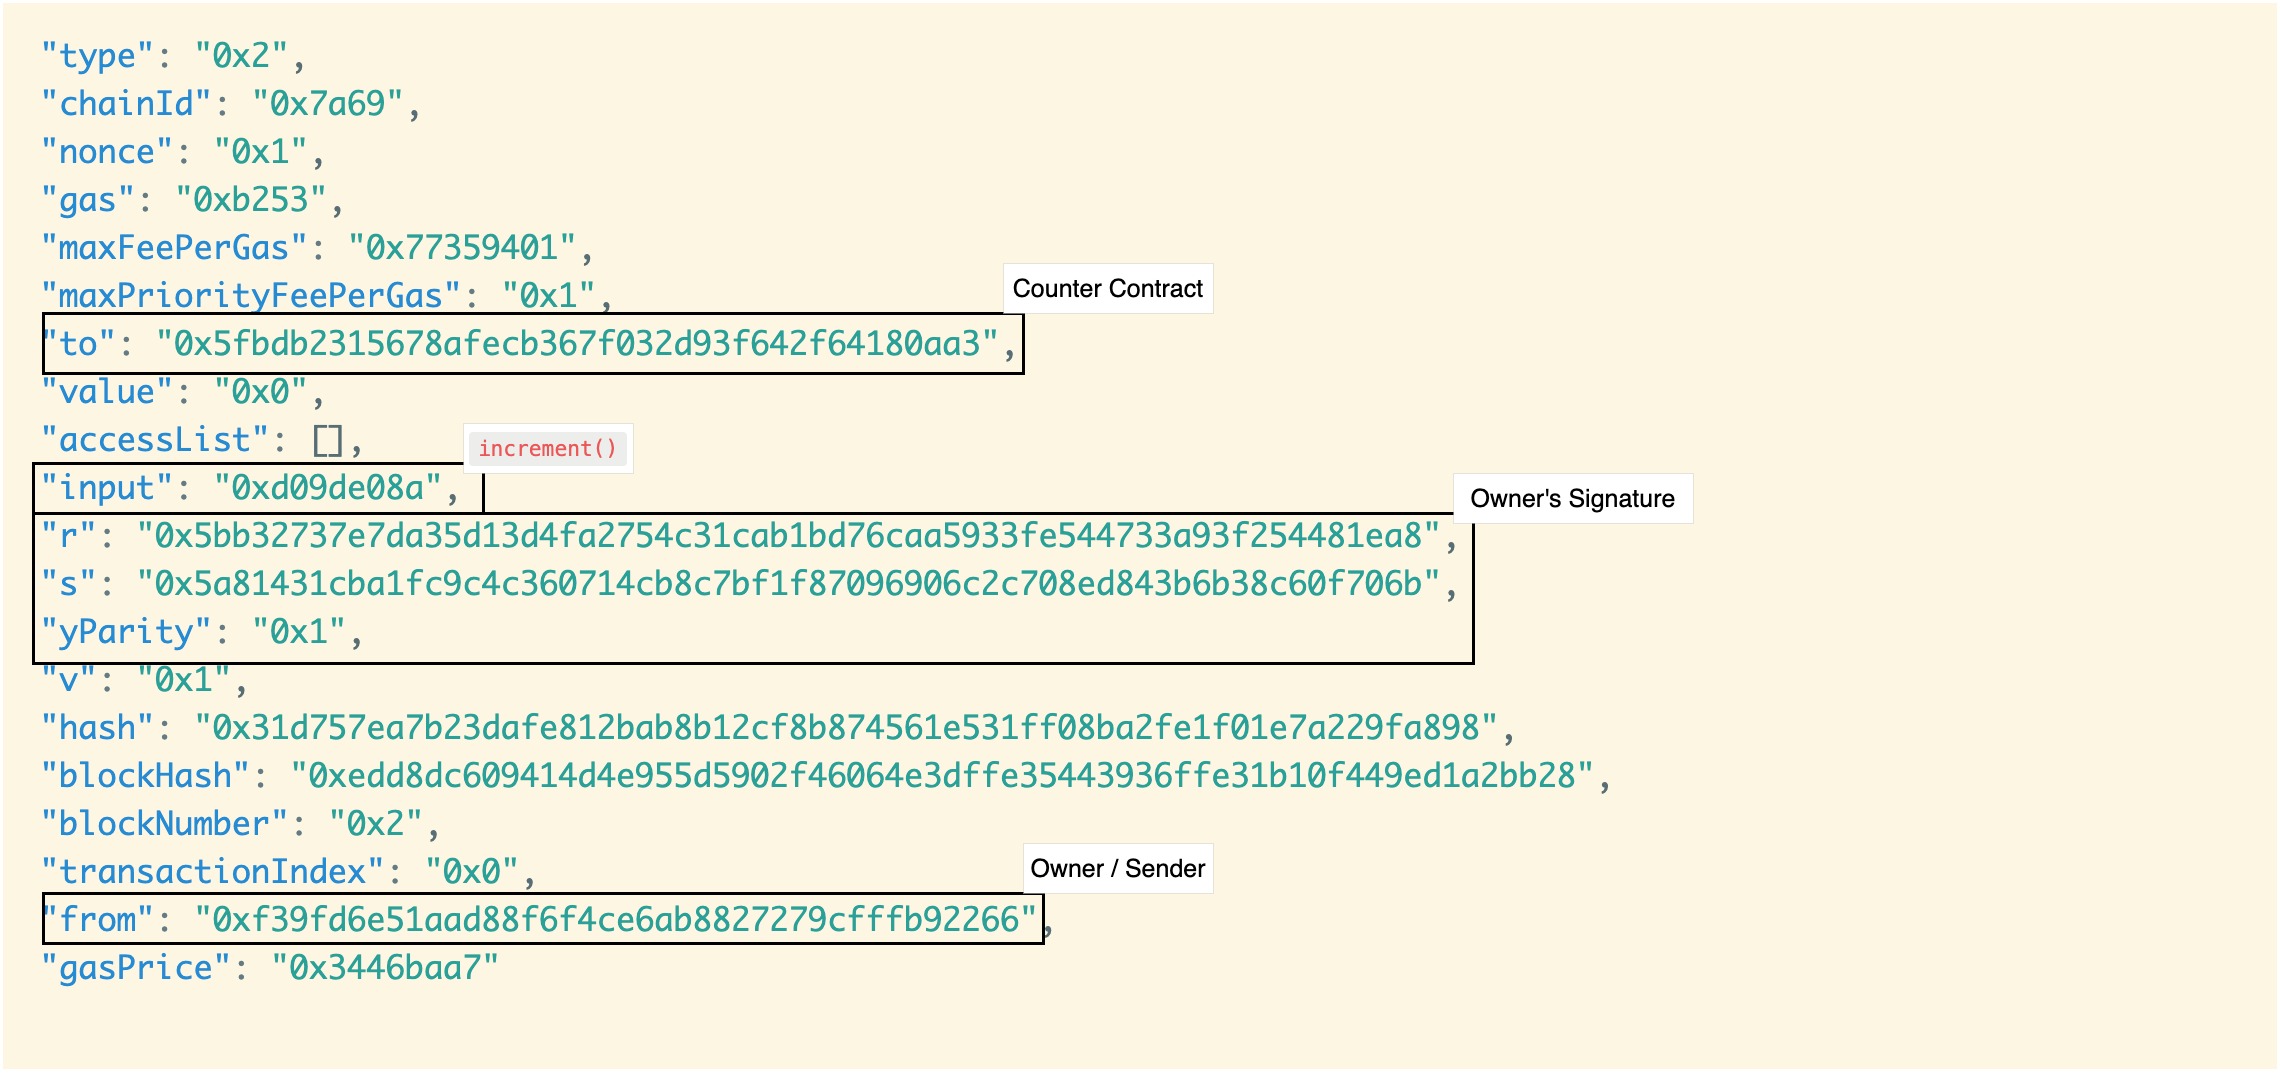 "type": "0x2",
"chainId": "0x7a69",
"nonce": "0x1",
"gas": "0xb253",
"maxFeePerGas": "0x77359401",
"maxPriorityFeePerGas": "0x1",
Counter Contract
"to": "0x5fbdb2315678afecb367f032d93f642f64180aa3",
"value": "0x0",
"accessList": [],
increment()
"input": "0xd09de08a",
Owner's Signature
"r": "0x5bb32737e7da35d13d4fa2754c31cab1bd76caa5933fe544733a93f254481ea8",
"s": "0x5a81431cba1fc9c4c360714cb8c7bf1f87096906c2c708ed843b6b38c60f706b",
"yParity": "0x1",
"v": "0x1",
"hash": "0x31d757ea7b23dafe812bab8b12cf8b874561e531ff08ba2fe1f01e7a229fa898",
"blockHash": "0xedd8dc609414d4e955d5902f46064e3dffe35443936ffe31b10f449ed1a2bb28",
"blockNumber": "0x2",
"transactionIndex": "0x0",
Owner / Sender
"from": "0xf39fd6e51aad88f6f4ce6ab8827279cfffb92266",
"gasPrice": "0x3446baa7"